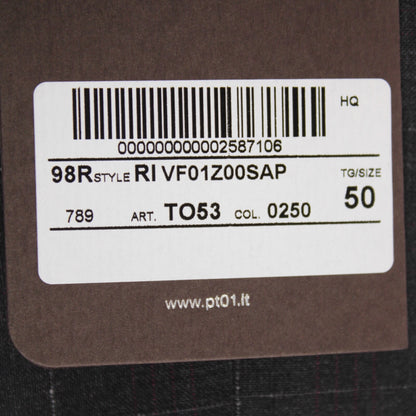 HQ
000000000002587106
98R STYLE RI VF01Z00SAP TG/SIZE
789 ART. TO53 COL. 0250 50
www.pt01.it